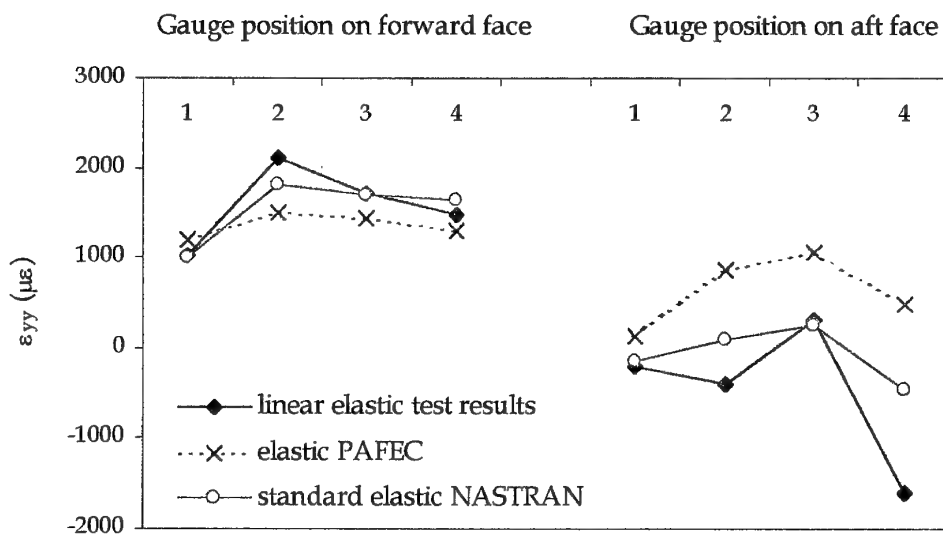 Gauge position on forward face
Gauge position on aft face
3000
1 2 3 4 1 2 3 4
2000
1000
εyy (με)
0
-1000
-2000
linear elastic test results
elastic PAFEC
standard elastic NASTRAN